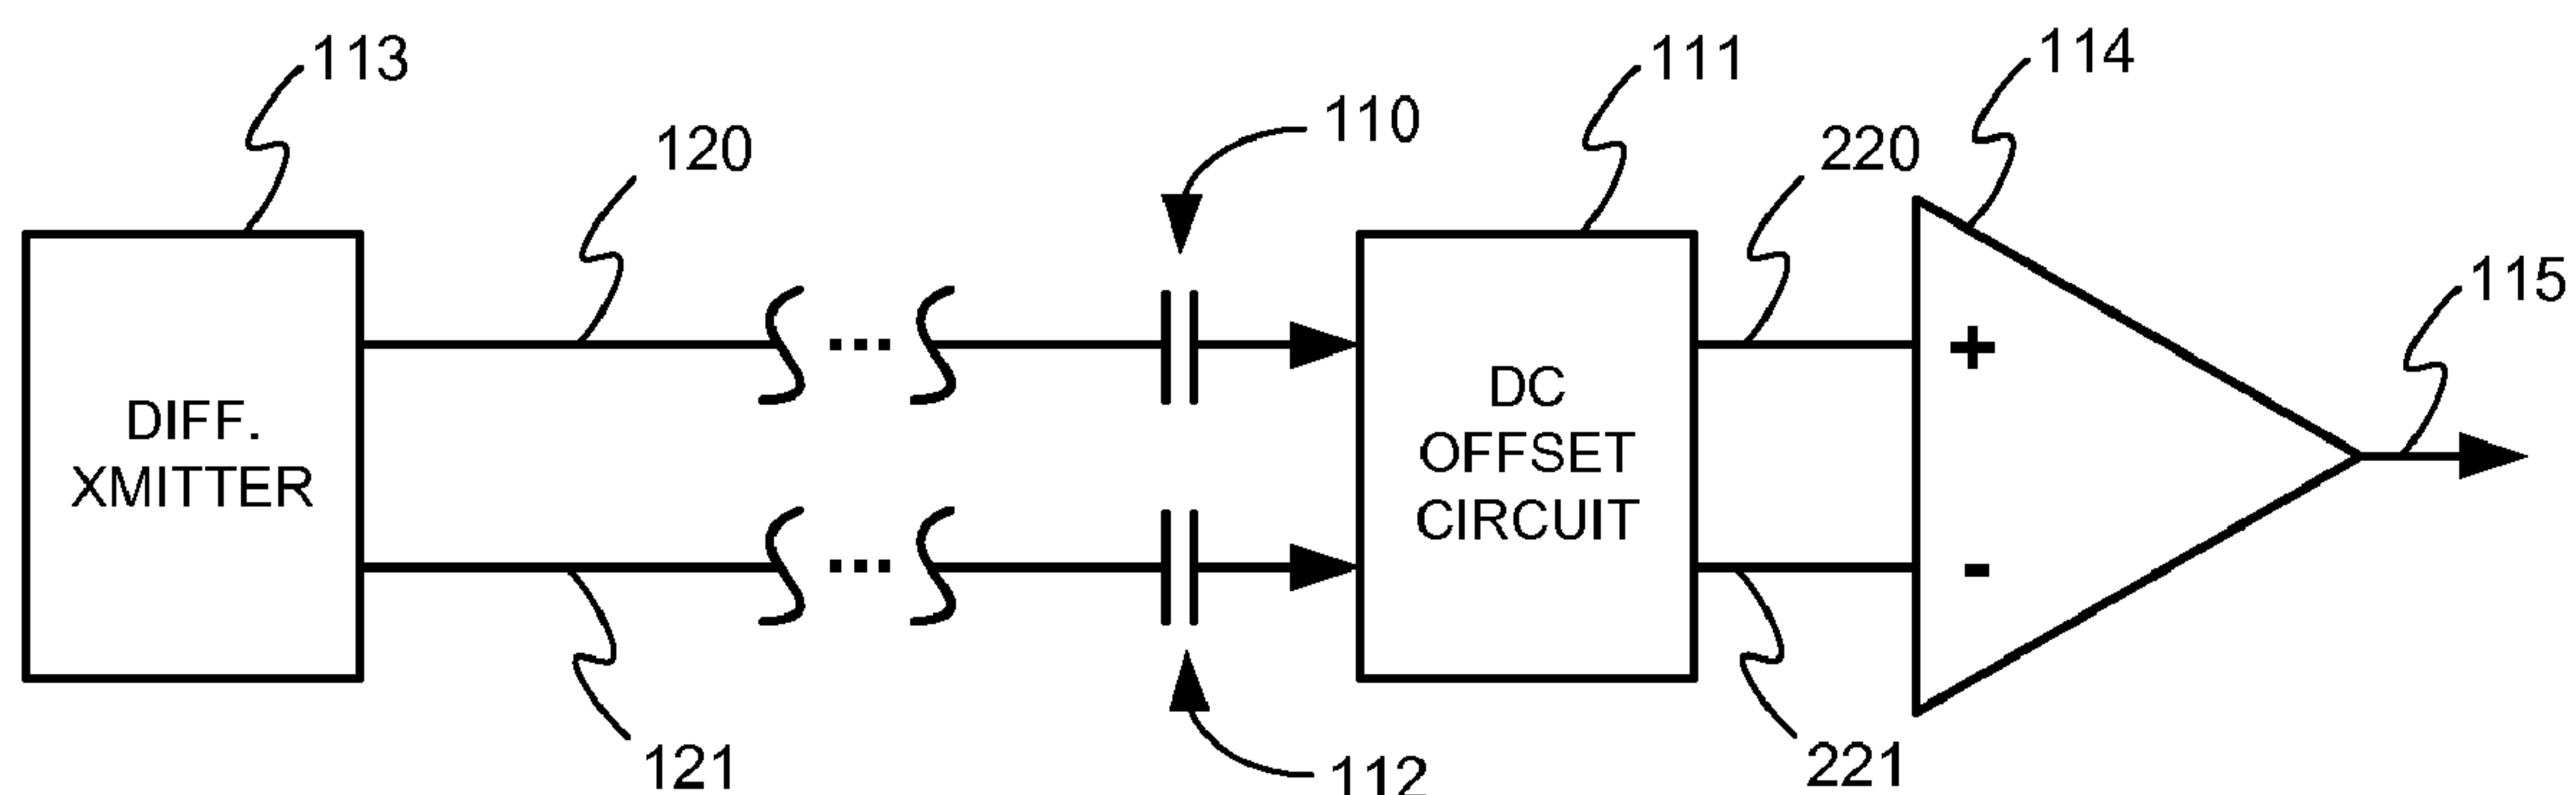 113
120
110
111
220
114
115
DIFF.
XMITTER
...
...
DC
OFFSET
CIRCUIT
+
-
121
112
221